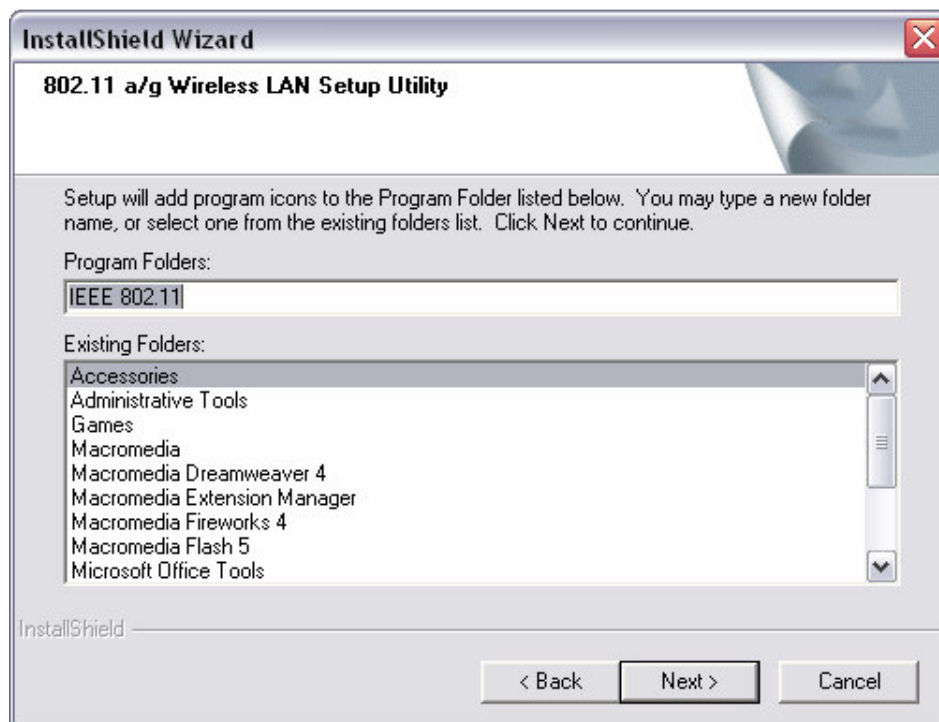 InstallShield Wizard
802.11 a/g Wireless LAN Setup Utility
Setup will add program icons to the Program Folder listed below.  You may type a new folder
name, or select one from the existing folders list.  Click Next to continue.
Program Folders:
IEEE 802.11
Existing Folders:
Accessories
Administrative Tools
Games
Macromedia
Macromedia Dreamweaver 4
Macromedia Extension Manager
Macromedia Fireworks 4
Macromedia Flash 5
Microsoft Office Tools
InstallShield
< Back
Next >
Cancel